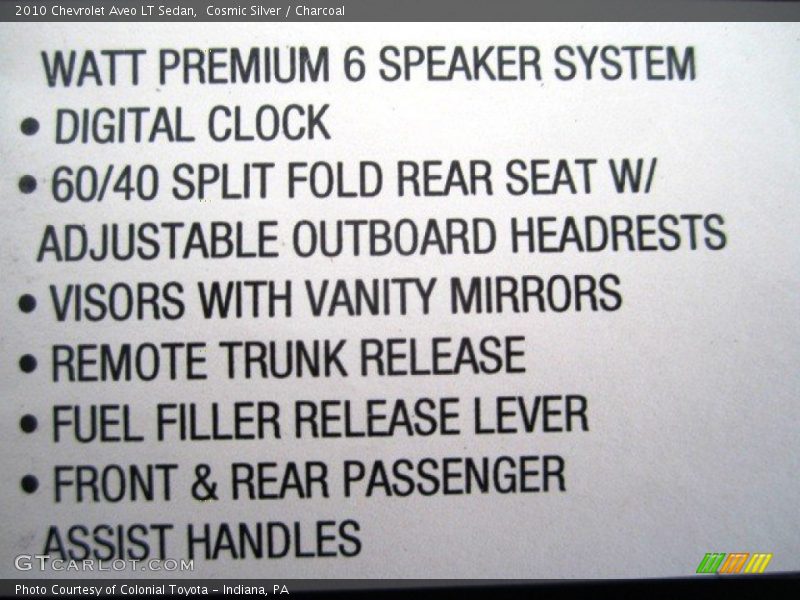 2010 Chevrolet Aveo LT Sedan,  Cosmic Silver / Charcoal
WATT PREMIUM 6 SPEAKER SYSTEM
• DIGITAL CLOCK
• 60/40 SPLIT FOLD REAR SEAT W/
ADJUSTABLE OUTBOARD HEADRESTS
• VISORS WITH VANITY MIRRORS
• REMOTE TRUNK RELEASE
• FUEL FILLER RELEASE LEVER
• FRONT & REAR PASSENGER
ASSIST HANDLES
GTCARLOT.COM
Photo Courtesy of Colonial Toyota - Indiana, PA